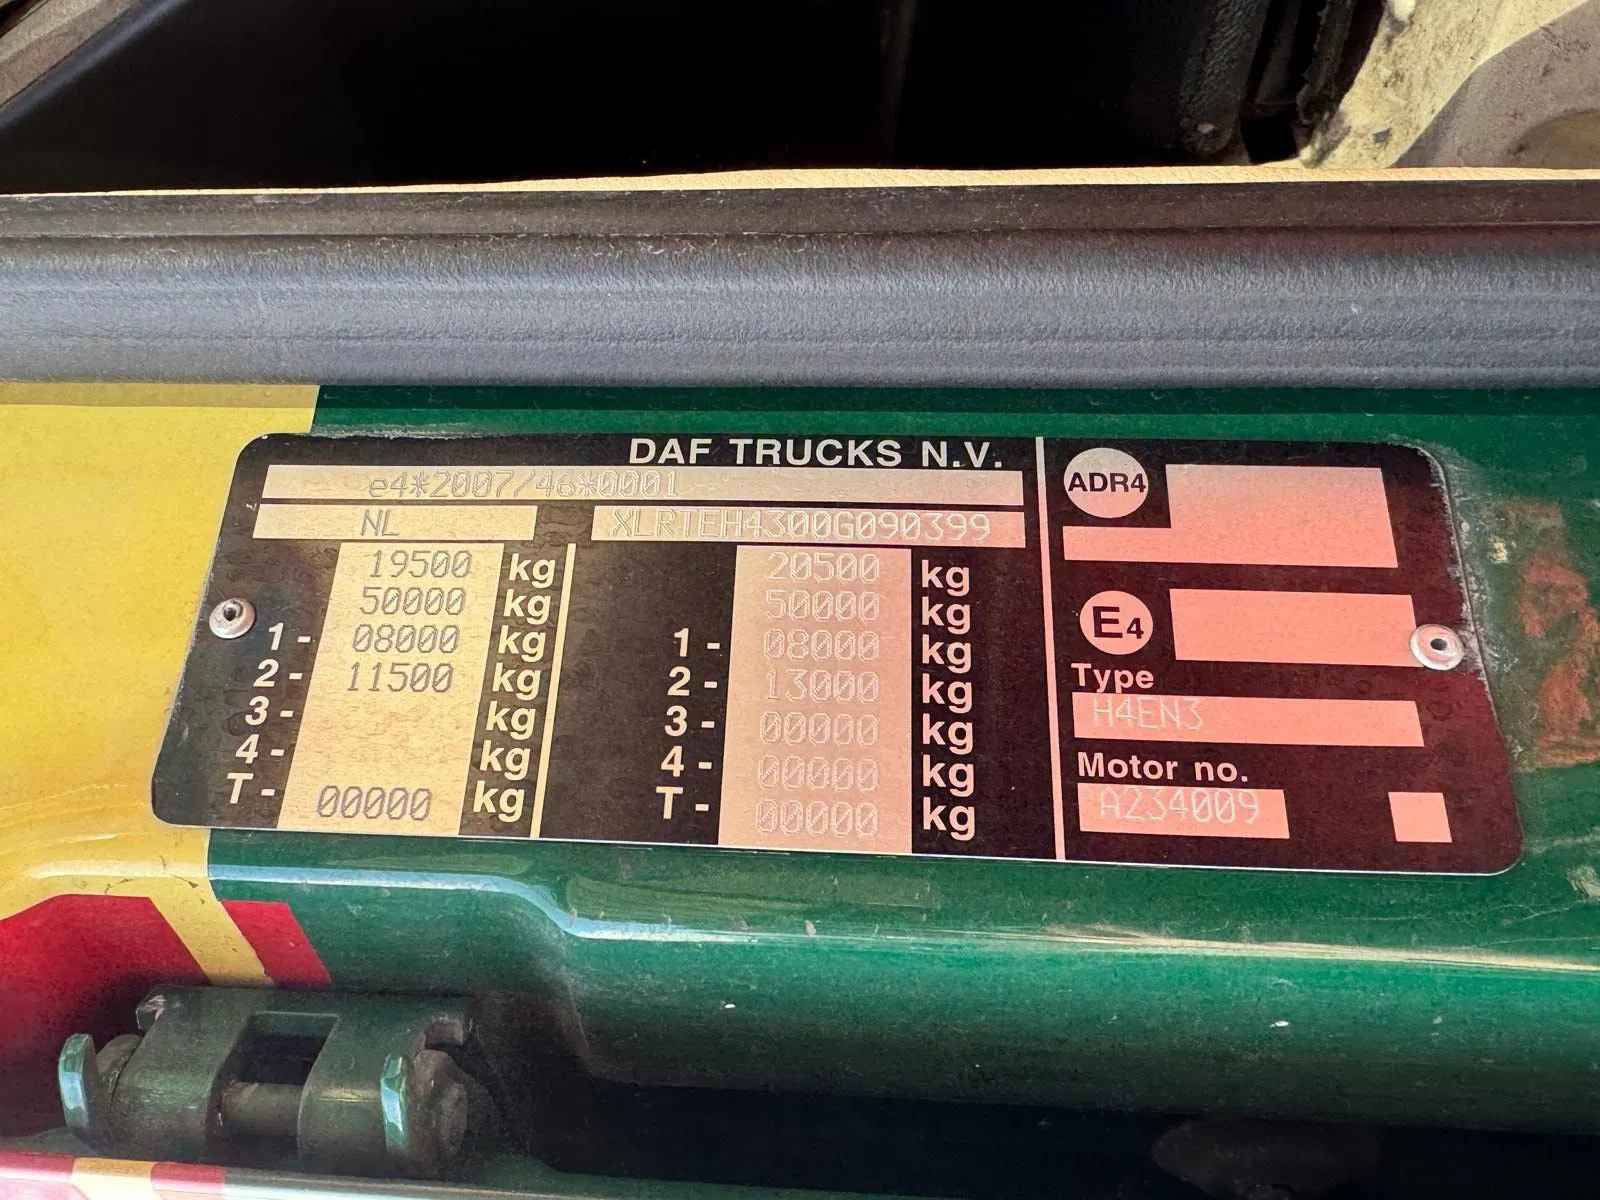 DAF TRUCKS N.V.
e4*2007/46*0001
NL XLRTEH4300G090399
19500 kg 20500 kg
50000 kg 50000 kg
1- 08000 kg 1- 08000 kg
2- 11500 kg 2- 13000 kg
3- kg 3- 00000 kg
4- kg 4- 00000 kg
T- 00000 kg T- 00000 kg
ADR4
E4
Type
H4EN3
Motor no.
A234009